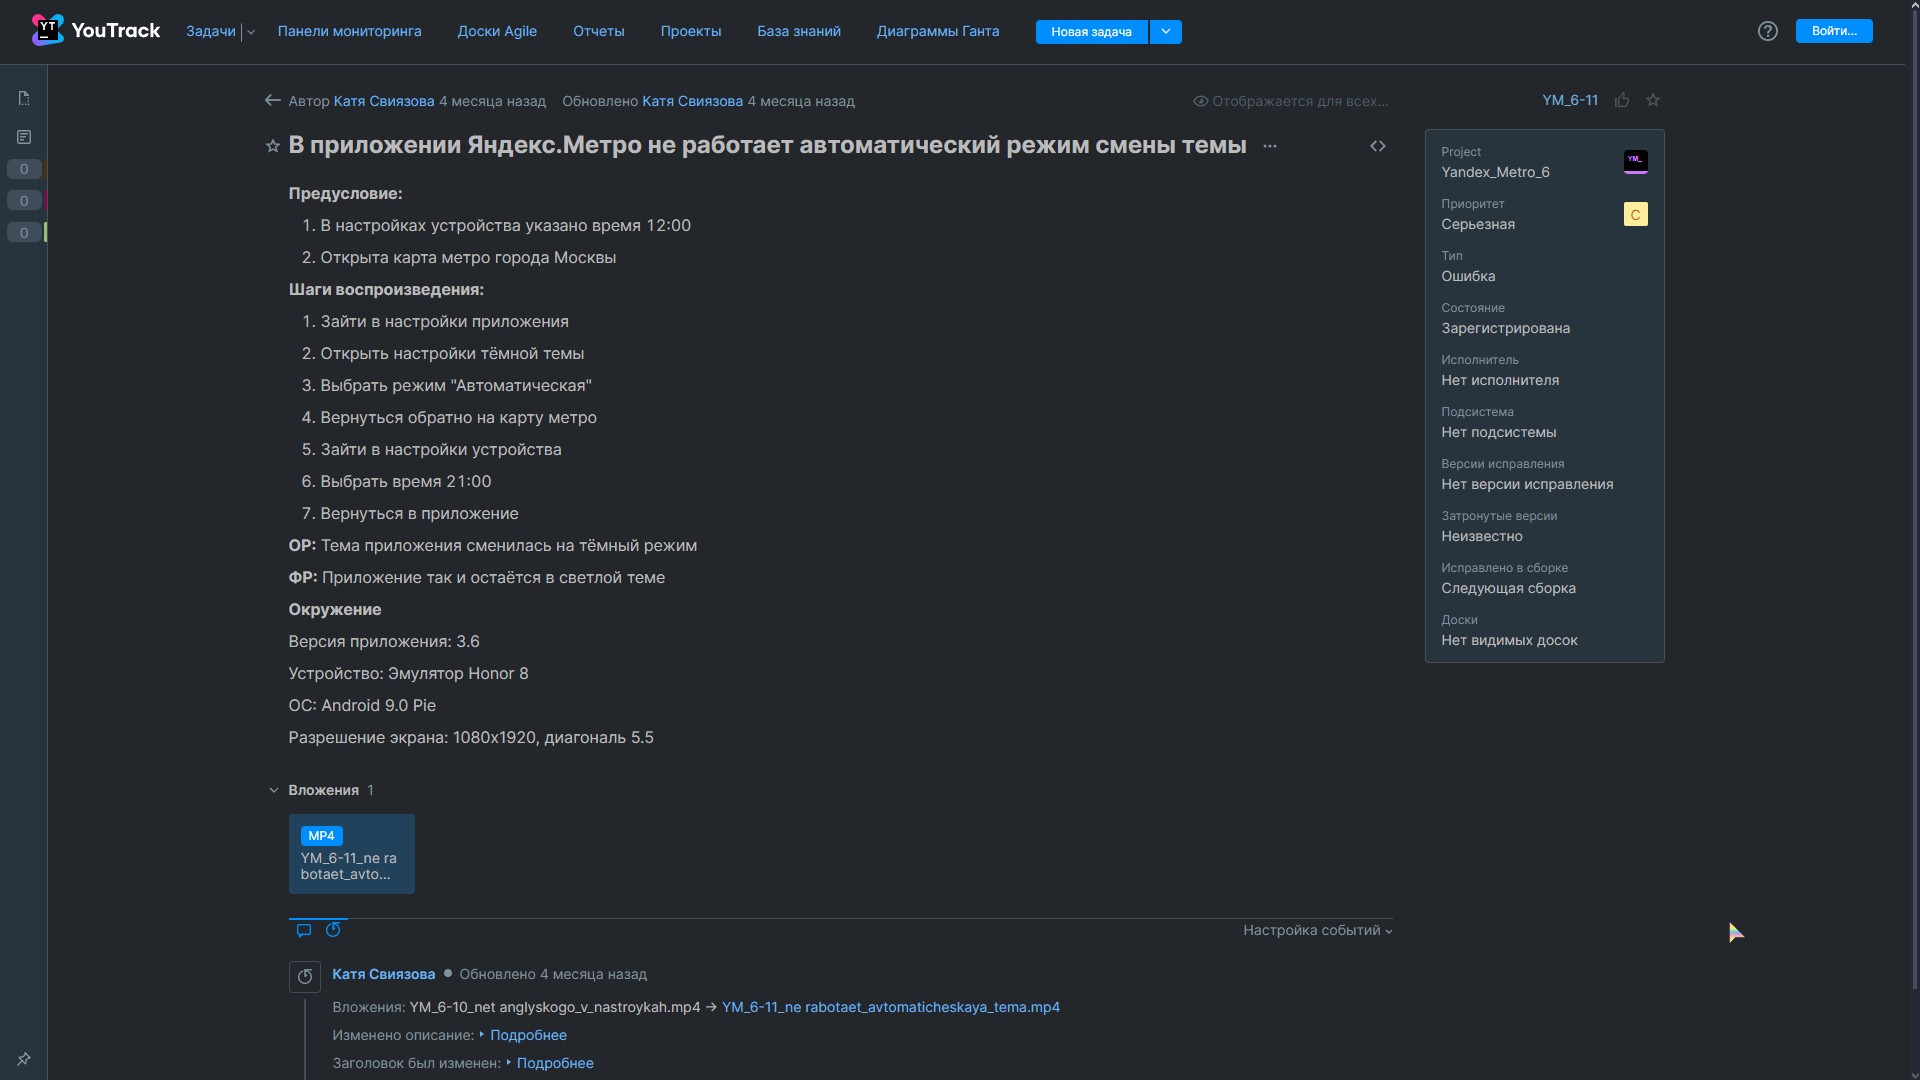 YT YouTrack Задачи Панели мониторинга Доски Agile Отчеты Проекты База знаний Диаграммы Ганта Новая задача Войти...
Автор Катя Свиязова 4 месяца назад Обновлено Катя Свиязова 4 месяца назад Отображается для всех... YM_6-11
В приложении Яндекс.Метро не работает автоматический режим смены темы
Предусловие:
1. В настройках устройства указано время 12:00
2. Открыта карта метро города Москвы
Шаги воспроизведения:
1. Зайти в настройки приложения
2. Открыть настройки тёмной темы
3. Выбрать режим "Автоматическая"
4. Вернуться обратно на карту метро
5. Зайти в настройки устройства
6. Выбрать время 21:00
7. Вернуться в приложение
ОР: Тема приложения сменилась на тёмный режим
ФР: Приложение так и остаётся в светлой теме
Окружение
Версия приложения: 3.6
Устройство: Эмулятор Honor 8
ОС: Android 9.0 Pie
Разрешение экрана: 1080x1920, диагональ 5.5
Вложения 1
MP4
YM_6-11_ne ra
botaet_avto...
Настройка событий
Катя Свиязова Обновлено 4 месяца назад
Вложения: YM_6-10_net anglyskogo_v_nastroykah.mp4 → YM_6-11_ne rabotaet_avtomaticheskaya_tema.mp4
Изменено описание: Подробнее
Заголовок был изменен: Подробнее
Project
Yandex_Metro_6
YM_
Приоритет
Серьезная
С
Тип
Ошибка
Состояние
Зарегистрирована
Исполнитель
Нет исполнителя
Подсистема
Нет подсистемы
Версии исправления
Нет версии исправления
Затронутые версии
Неизвестно
Исправлено в сборке
Следующая сборка
Доски
Нет видимых досок
0
0
0